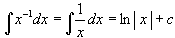 ∫x⁻¹dx = ∫1/x dx = ln|x| + c